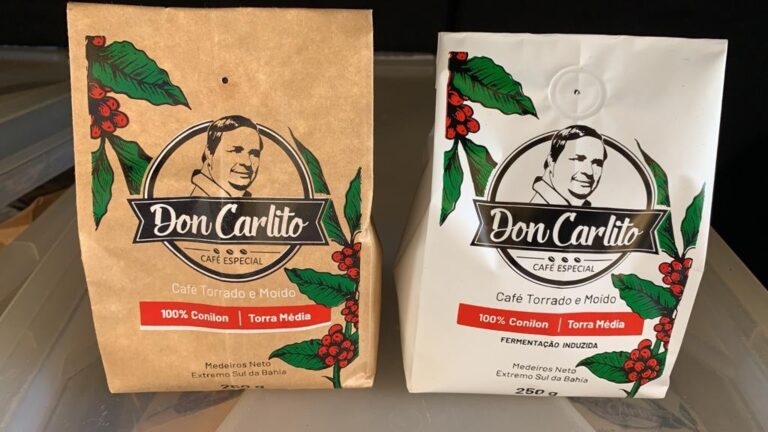 Don Carlito
CAFÉ ESPECIAL
Café Torrado e Moído
100% Conilon | Torra Média
Medeiros Neto
Extremo Sul da Bahia
250 g
Don Carlito
CAFÉ ESPECIAL
Café Torrado e Moído
100% Conilon | Torra Média
FERMENTAÇÃO INDUZIDA
Medeiros Neto
Extremo Sul da Bahia
250 g